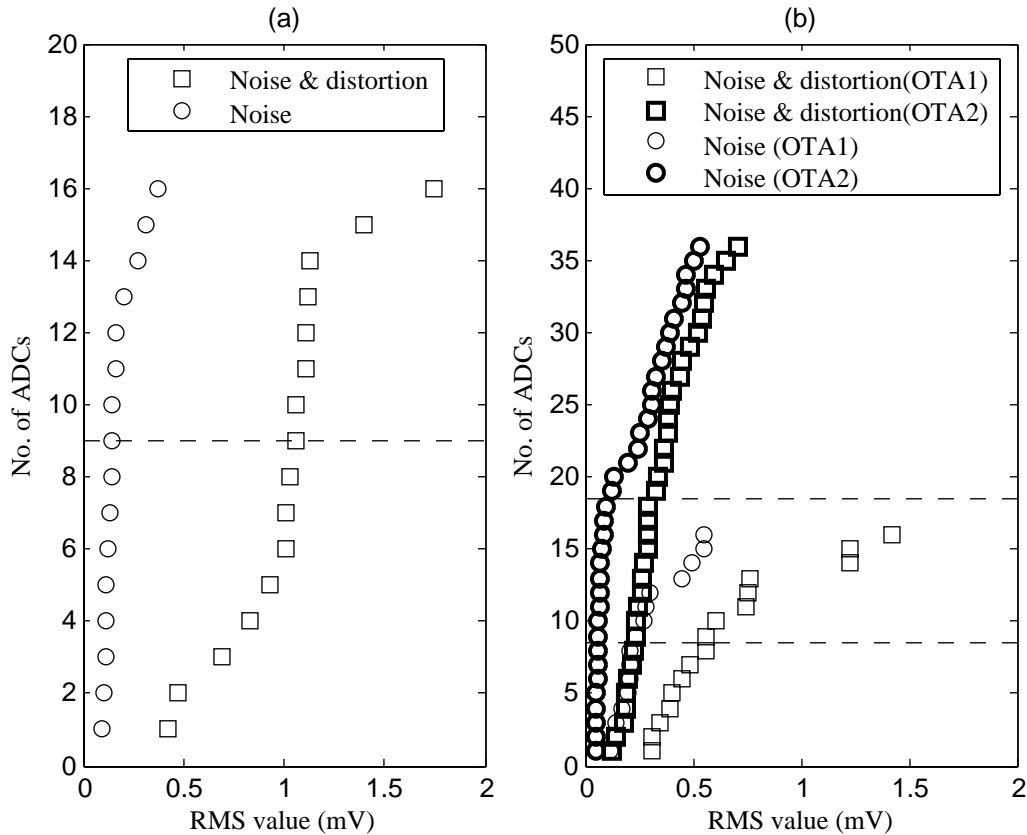 (a)
20
18
16
14
12
10
8
6
4
2
0
No. of ADCs
Noise & distortion
Noise
0
0.5
1
1.5
2
RMS value (mV)
(b)
50
45
40
35
30
25
20
15
10
5
0
No. of ADCs
Noise & distortion(OTA1)
Noise & distortion(OTA2)
Noise (OTA1)
Noise (OTA2)
0
0.5
1
1.5
2
RMS value (mV)